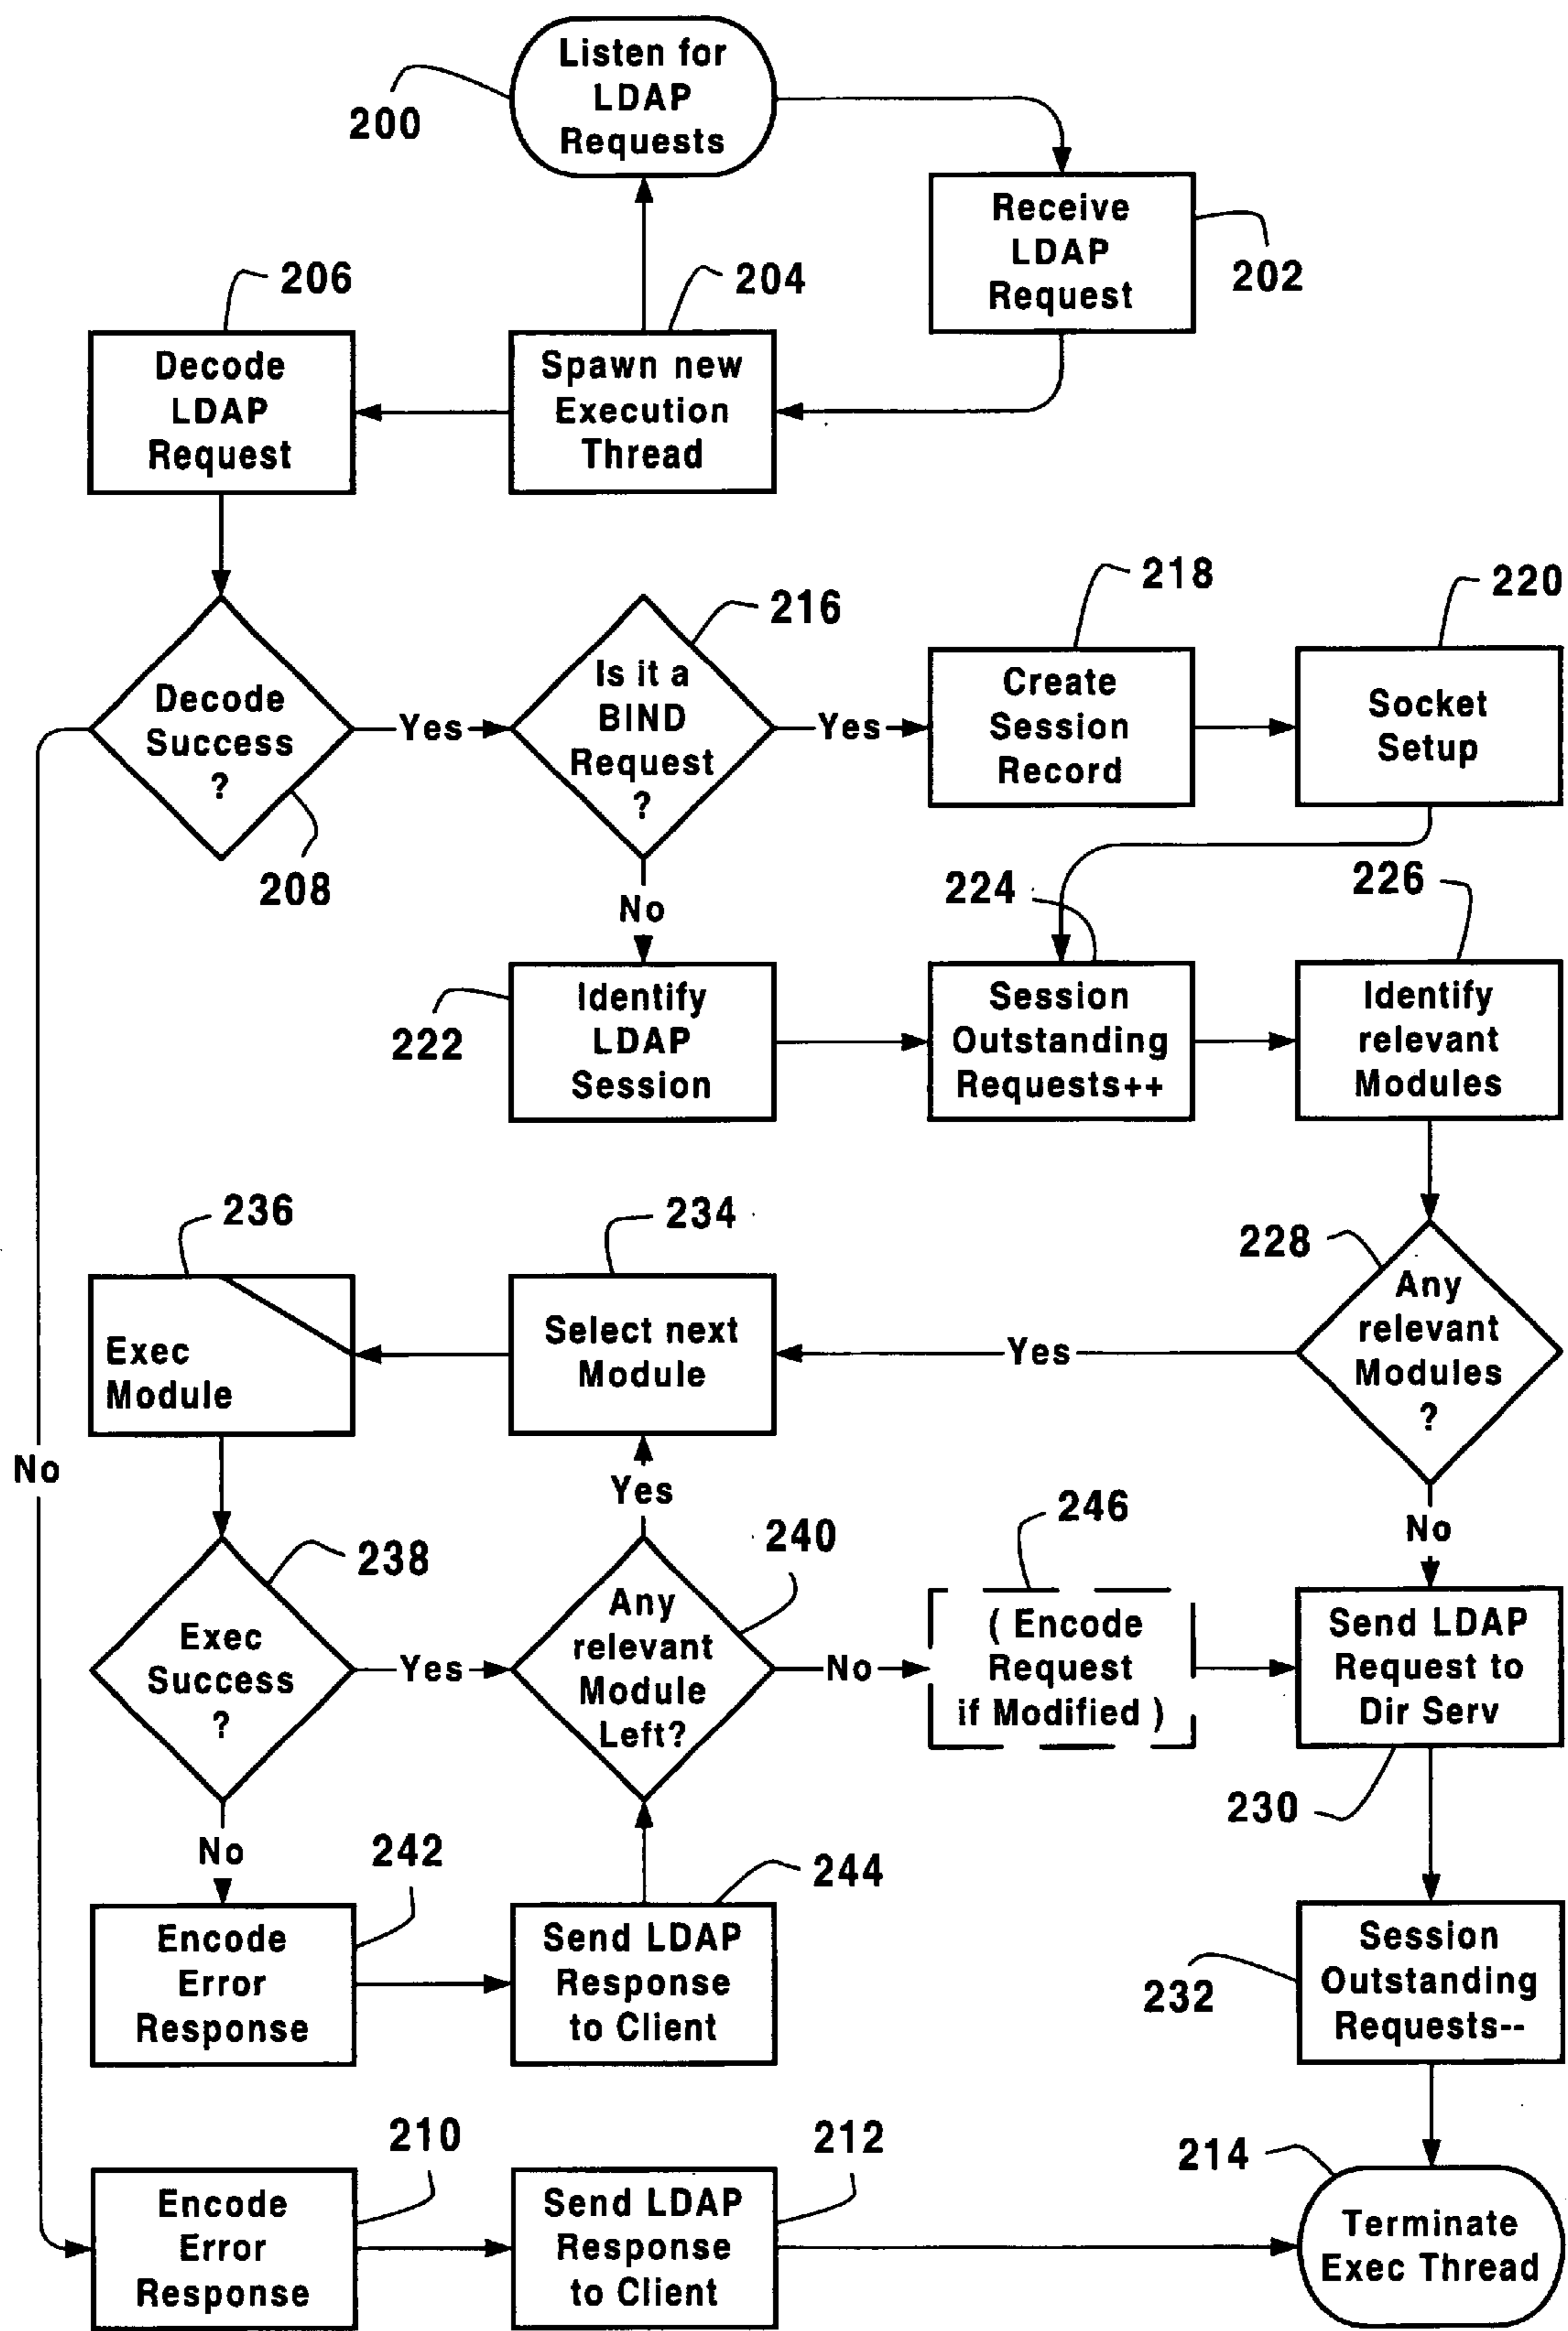 Listen for
LDAP
Requests
200
Receive
LDAP
Request
202
206
204
Decode
LDAP
Request
Spawn new
Execution
Thread
218
220
216
Decode
Success
?
208
Yes
Is it a
BIND
Request
?
Yes
Create
Session
Record
Socket
Setup
No
224
226
222
Identify
LDAP
Session
Session
Outstanding
Requests++
Identify
relevant
Modules
236
234
228
Exec
Module
Select next
Module
Yes
Any
relevant
Modules
?
No
Yes
No
238
240
246
Exec
Success
?
Yes
Any
relevant
Module
Left?
No
( Encode
Request
if Modified )
Send LDAP
Request to
Dir Serv
230
No
242
244
Encode
Error
Response
Send LDAP
Response
to Client
Session
Outstanding
Requests--
232
210
212
214
Encode
Error
Response
Send LDAP
Response
to Client
Terminate
Exec Thread